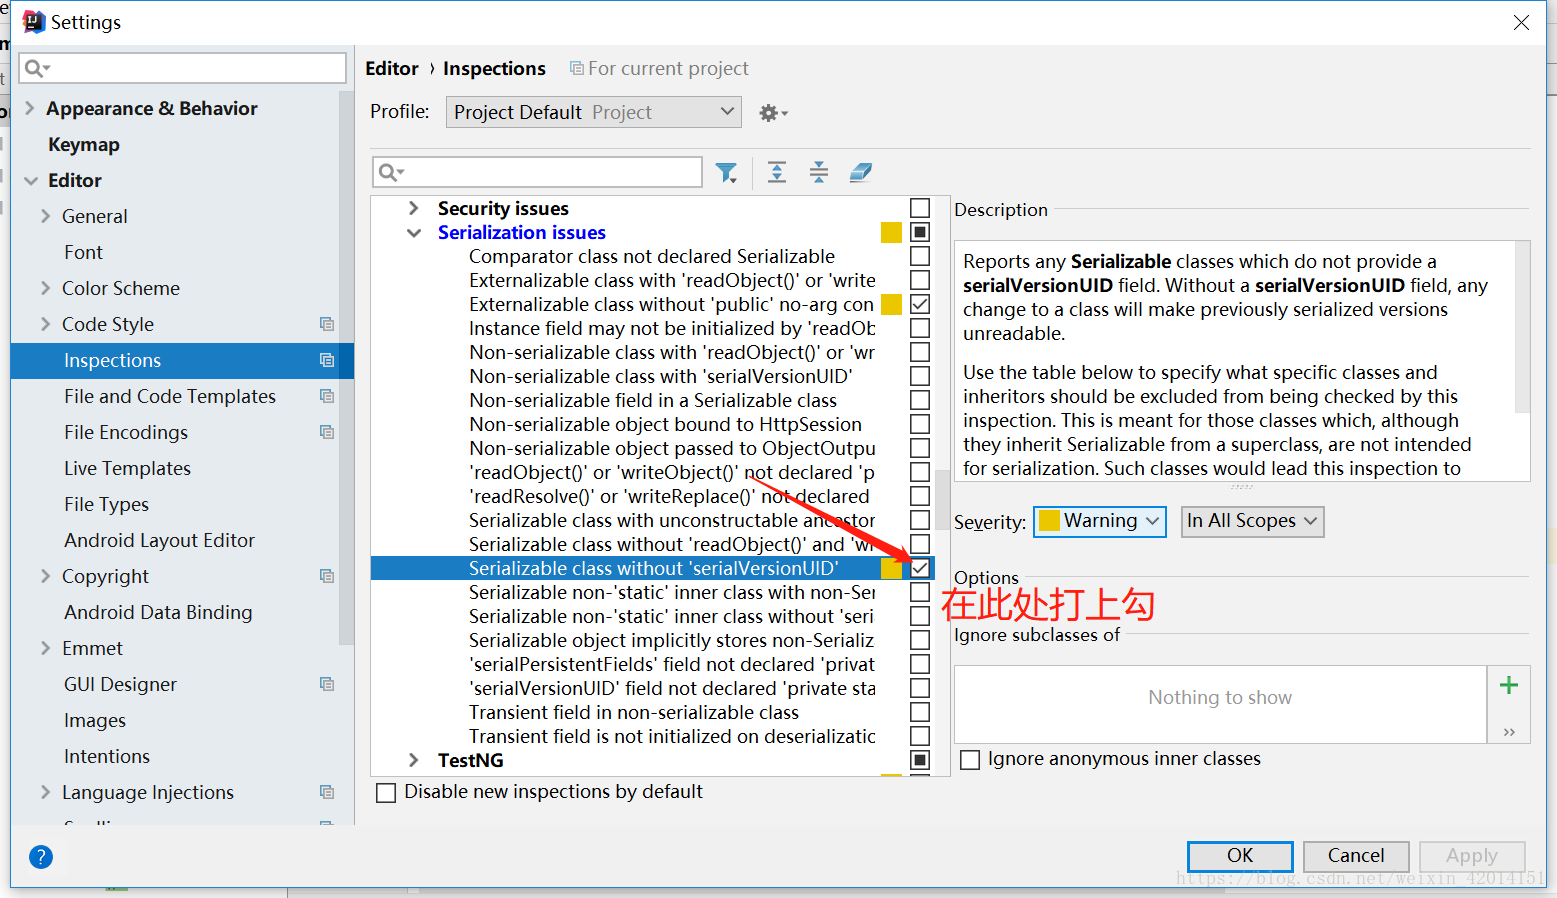 Settings
Appearance & Behavior
Keymap
Editor
General
Font
Color Scheme
Code Style
Inspections
File and Code Templates
File Encodings
Live Templates
File Types
Android Layout Editor
Copyright
Android Data Binding
Emmet
GUI Designer
Images
Intentions
Language Injections
Editor › Inspections For current project
Profile: Project Default Project
Security issues
Serialization issues
Comparator class not declared Serializable
Externalizable class with 'readObject()' or 'write
Externalizable class without 'public' no-arg con
Instance field may not be initialized by 'readOb
Non-serializable class with 'readObject()' or 'wr
Non-serializable class with 'serialVersionUID'
Non-serializable field in a Serializable class
Non-serializable object bound to HttpSession
Non-serializable object passed to ObjectOutpu
'readObject()' or 'writeObject()' not declared 'p
'readResolve()' or 'writeReplace()' not declared
Serializable class with unconstructable ancestor
Serializable class without 'readObject()' and 'wr
Serializable class without 'serialVersionUID'
Serializable non-'static' inner class with non-Ser
Serializable non-'static' inner class without 'seri
Serializable object implicitly stores non-Serializ
'serialPersistentFields' field not declared 'privat
'serialVersionUID' field not declared 'private sta
Transient field in non-serializable class
Transient field is not initialized on deserializatic
TestNG
Disable new inspections by default
Description
Reports any Serializable classes which do not provide a
serialVersionUID field. Without a serialVersionUID field, any
change to a class will make previously serialized versions
unreadable.
Use the table below to specify what specific classes and
inheritors should be excluded from being checked by this
inspection. This is meant for those classes which, although
they inherit Serializable from a superclass, are not intended
for serialization. Such classes would lead this inspection to
Severity: Warning In All Scopes
Options
在此处打上勾
Ignore subclasses of
Nothing to show
Ignore anonymous inner classes
? OK Cancel Apply
https://blog.csdn.net/weixin_42014151